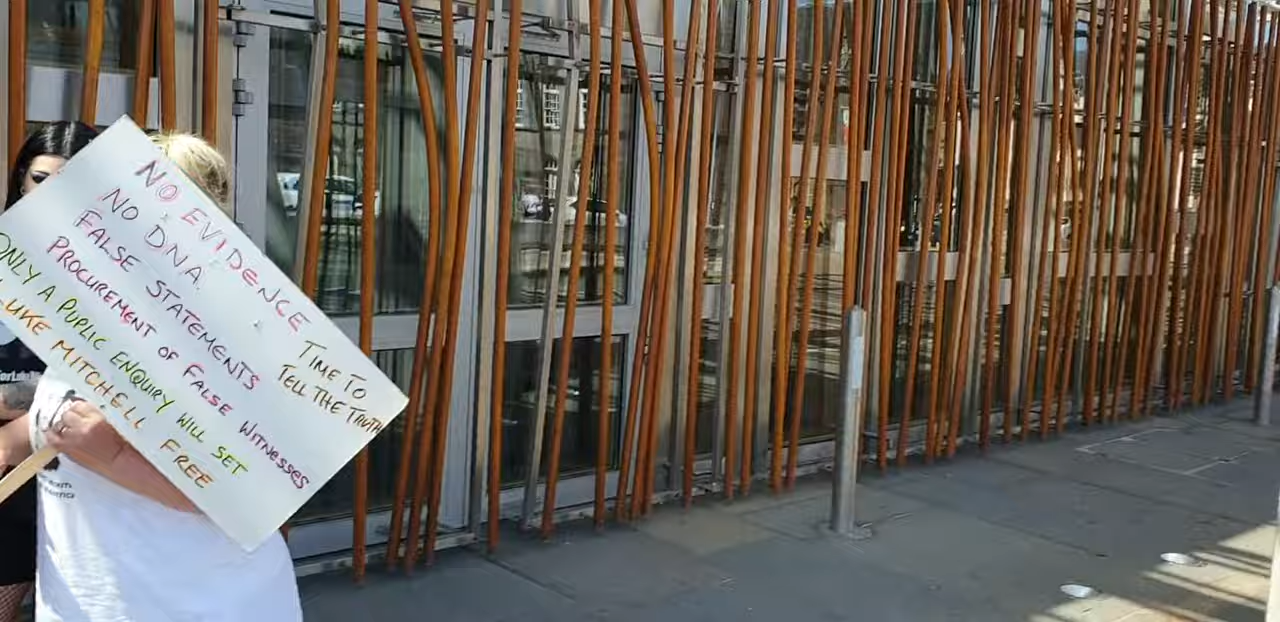 NO EVIDENCE
NO DNA.
FALSE STATEMENTS
PROCUREMENT OF FALSE WITNESSES
ONLY A PUPLIC ENQUIRY WILL SET
LUKE MITCHELL FREE
TIME TO
TELL THE TRUTH